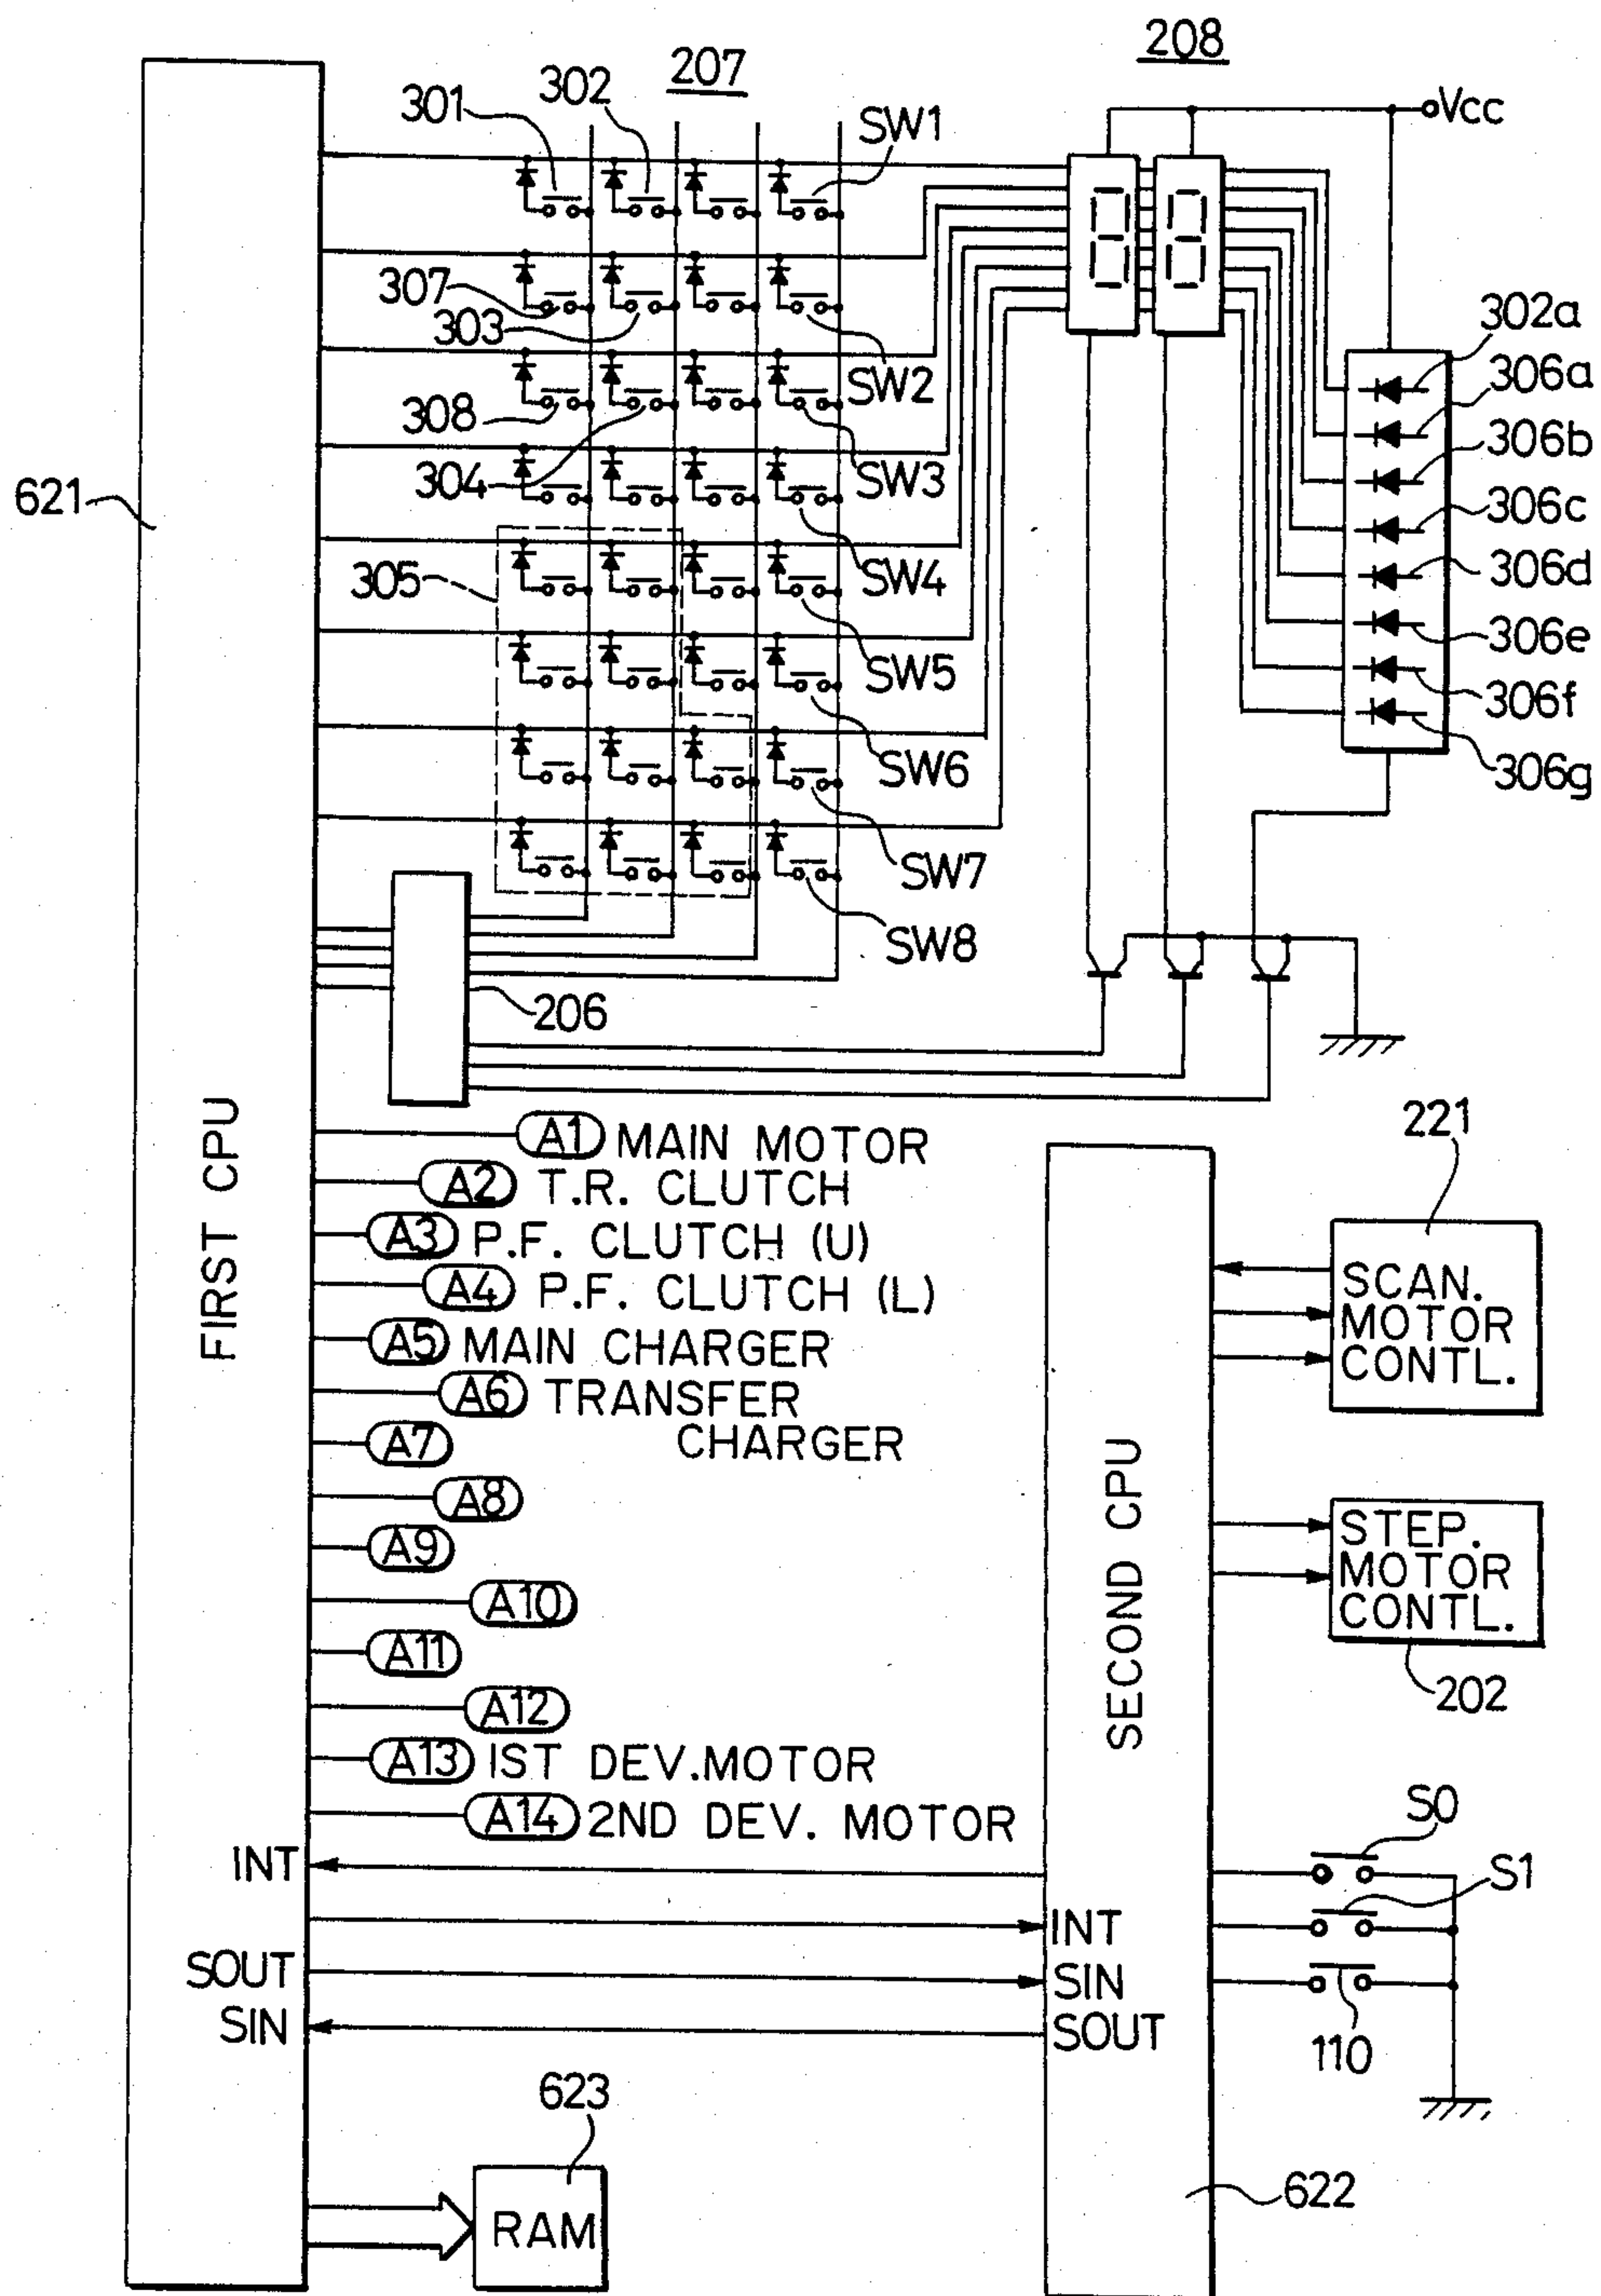 208
207
301
302
SW1
Vcc
307
303
SW2
302a
306a
308
304
SW3
306b
621
306c
305
SW4
306d
SW5
306e
306f
SW6
306g
SW7
SW8
206
FIRST CPU
A1 MAIN MOTOR
A2 T.R. CLUTCH
A3 P.F. CLUTCH (U)
A4 P.F. CLUTCH (L)
A5 MAIN CHARGER
A6 TRANSFER
CHARGER
A7
A8
A9
A10
A11
A12
A13 IST DEV.MOTOR
A14 2ND DEV. MOTOR
INT
SOUT
SIN
SECOND CPU
INT
SIN
SOUT
221
SCAN.
MOTOR
CONTL.
STEP.
MOTOR
CONTL.
202
S0
S1
110
623
RAM
622